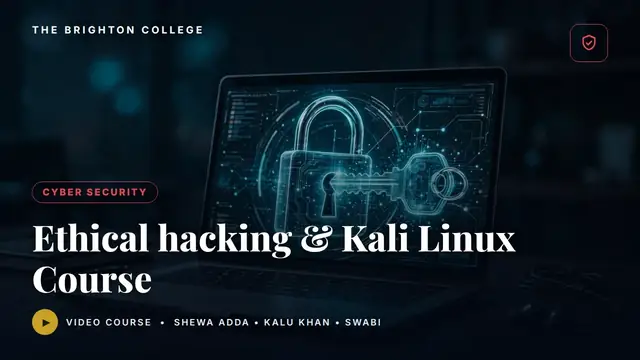 THE BRIGHTON COLLEGE
CYBER SECURITY
Ethical hacking & Kali Linux
Course
VIDEO COURSE • SHEWA ADDA • KALU KHAN • SWABI